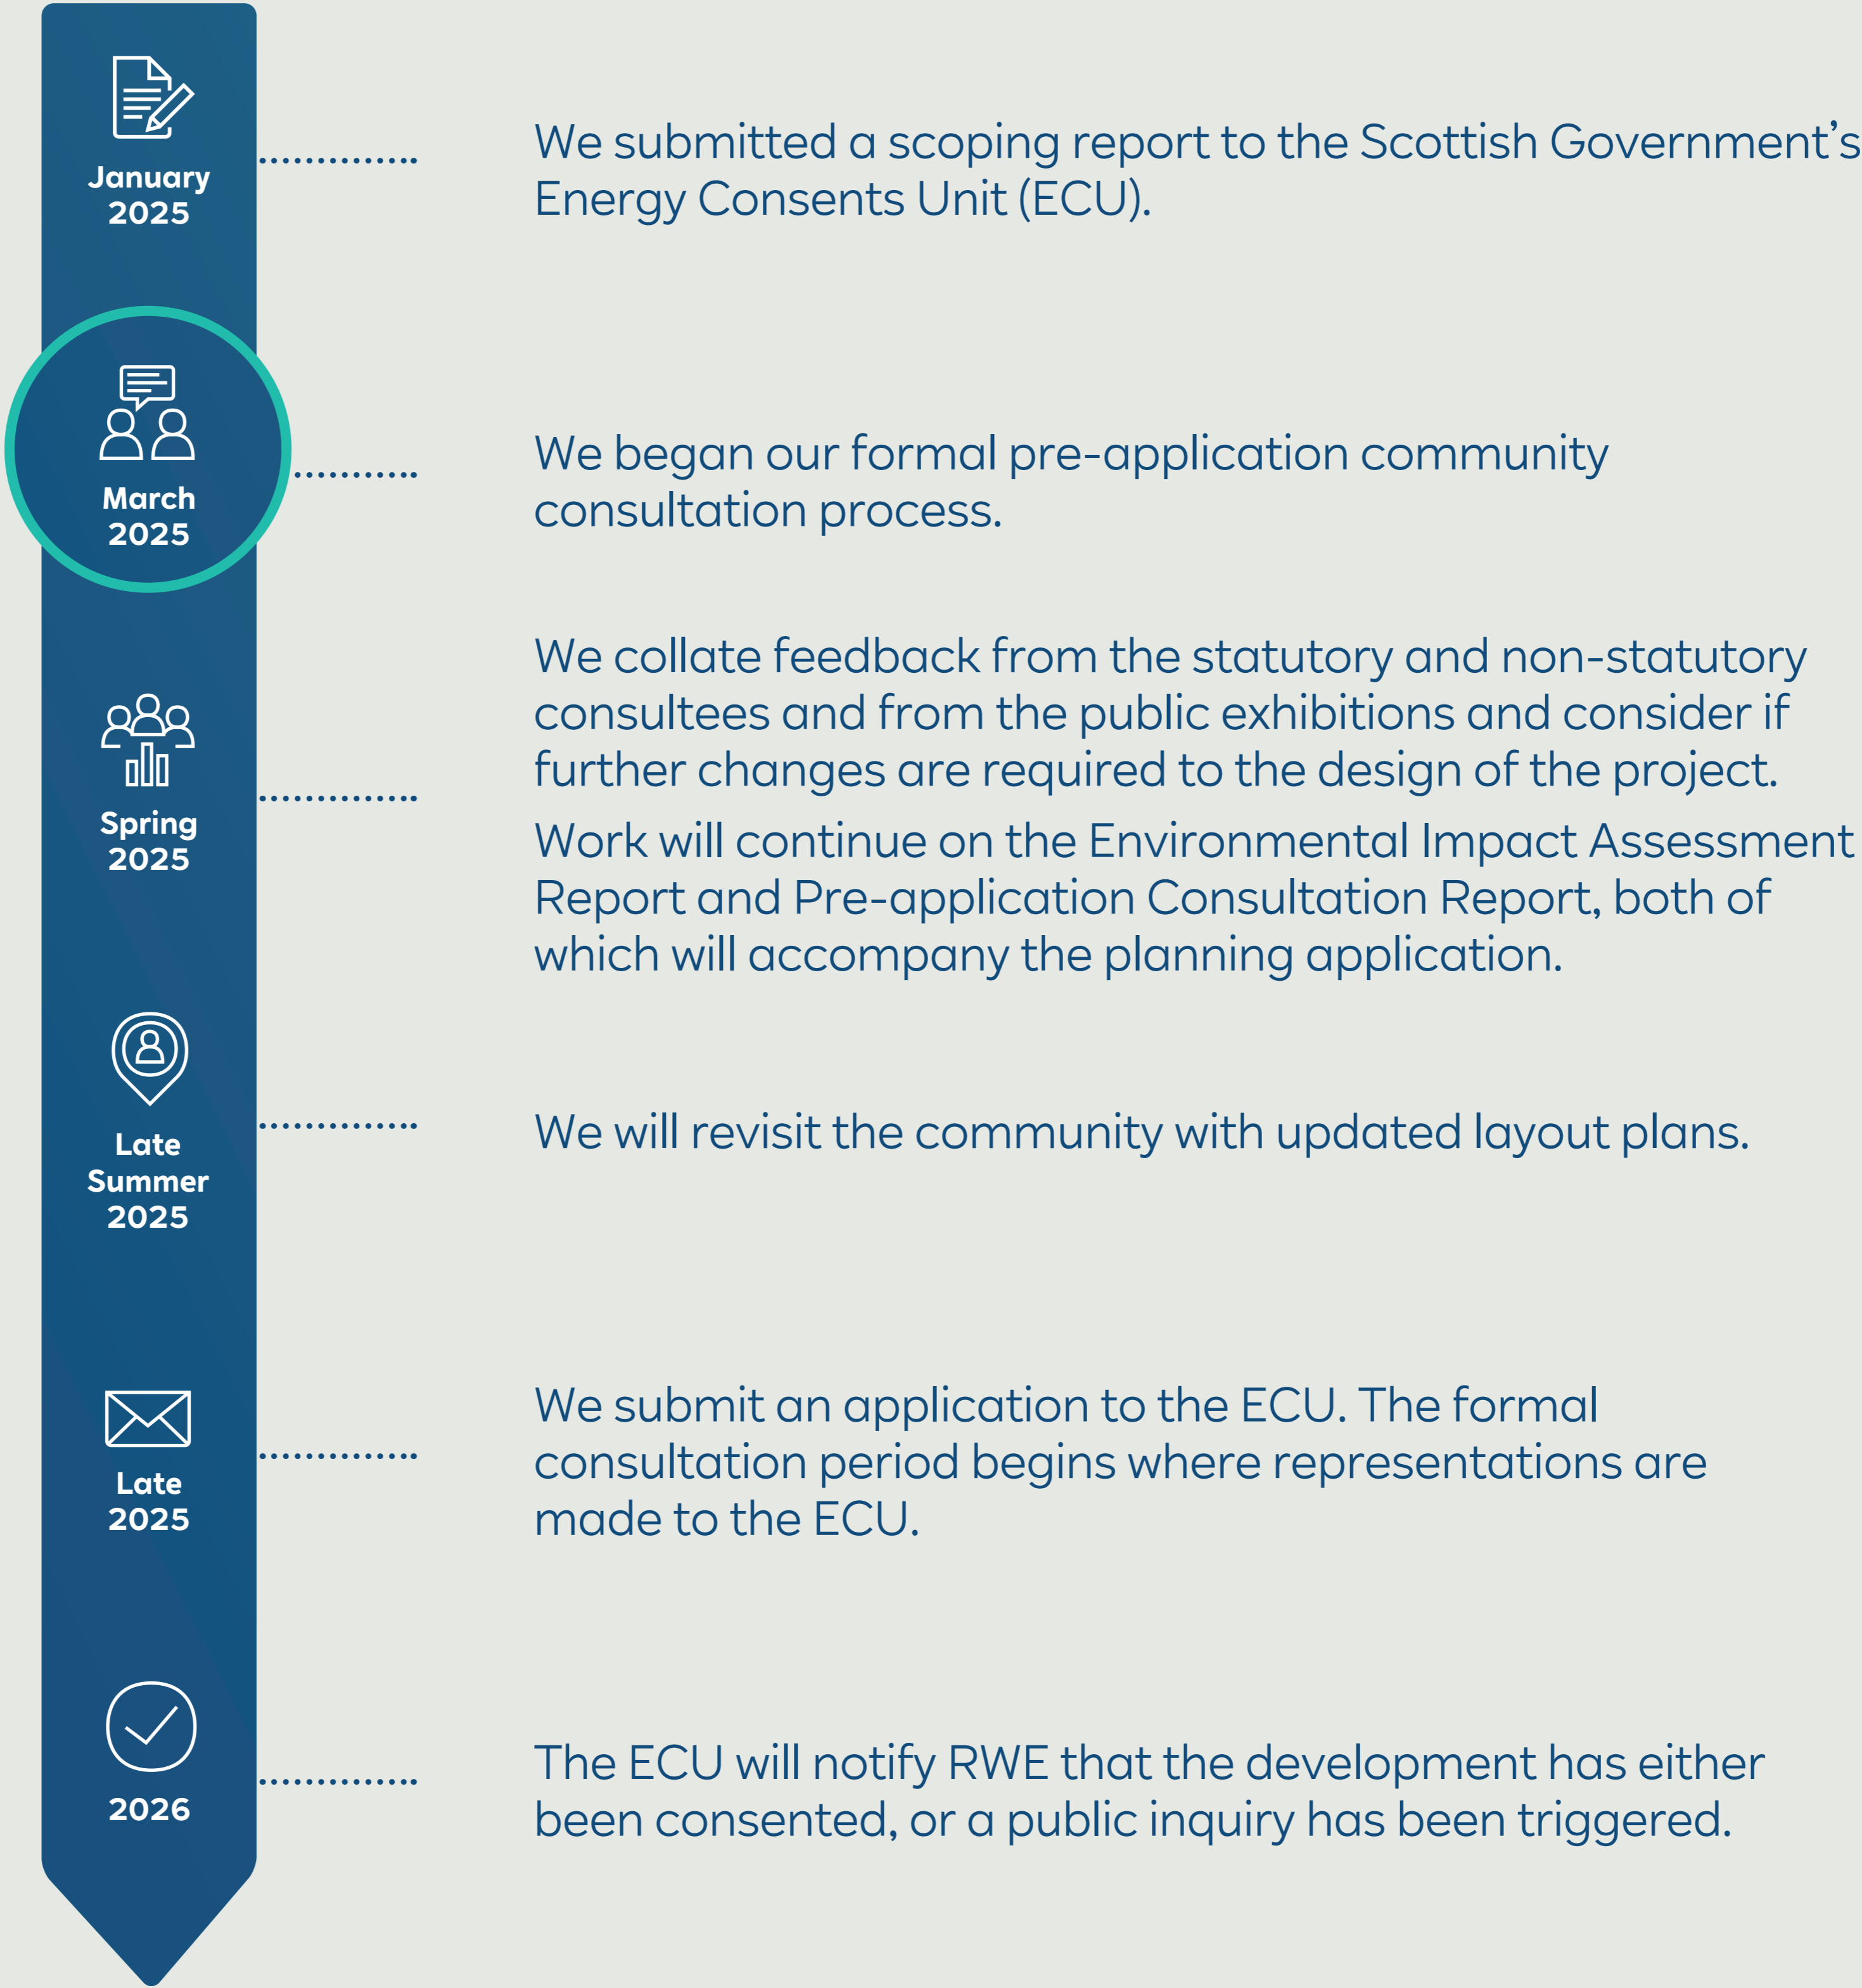 January
2025
We submitted a scoping report to the Scottish Government’s
Energy Consents Unit (ECU).
March
2025
We began our formal pre-application community
consultation process.
Spring
2025
We collate feedback from the statutory and non-statutory
consultees and from the public exhibitions and consider if
further changes are required to the design of the project.
Work will continue on the Environmental Impact Assessment
Report and Pre-application Consultation Report, both of
which will accompany the planning application.
Late
Summer
2025
We will revisit the community with updated layout plans.
Late
2025
We submit an application to the ECU. The formal
consultation period begins where representations are
made to the ECU.
2026
The ECU will notify RWE that the development has either
been consented, or a public inquiry has been triggered.